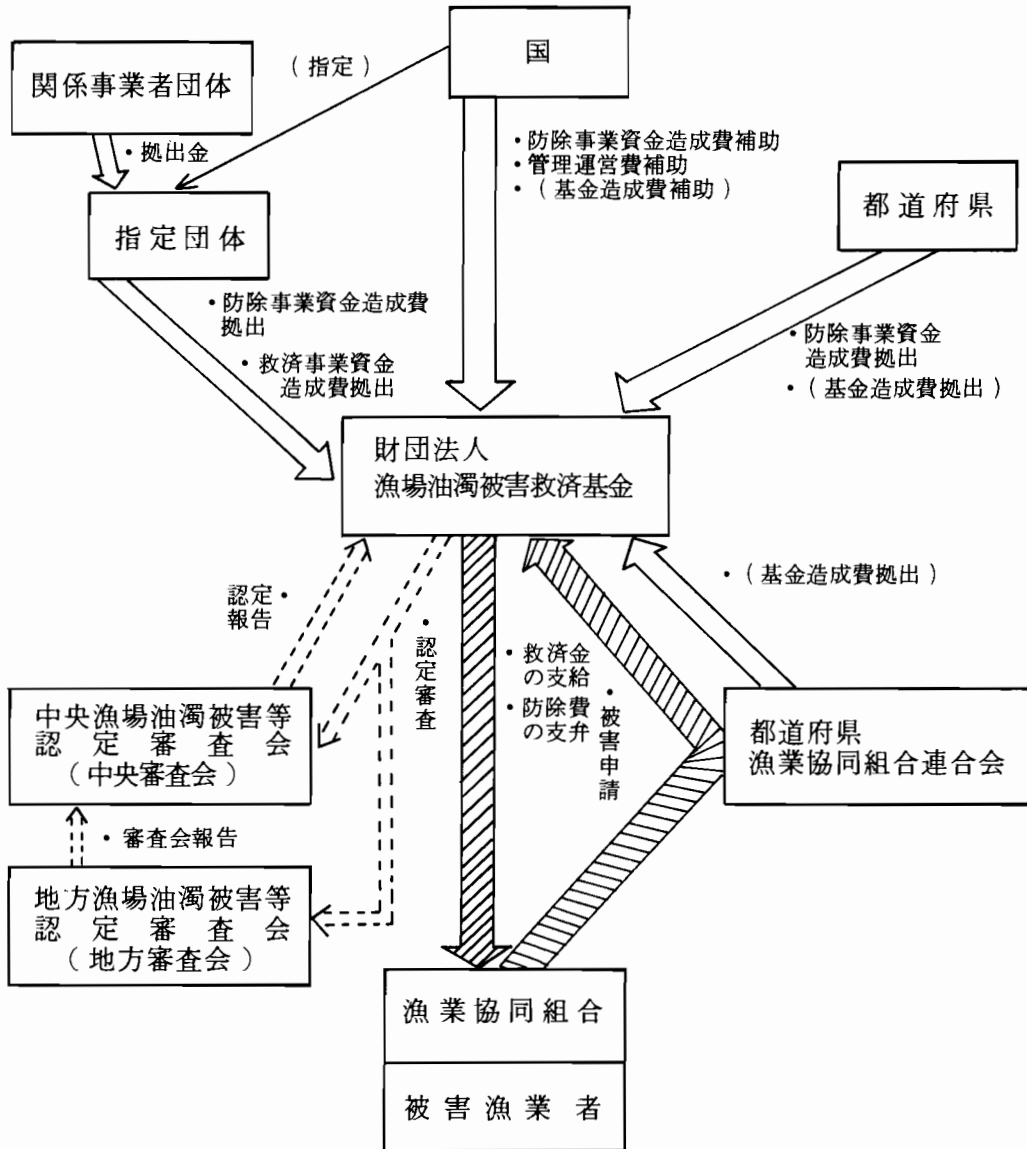 国
（指定）
関係事業者団体
・拠出金
・防除事業資金造成費補助
・管理運営費補助
・（基金造成費補助）
都道府県
指定団体
・防除事業資金造成費
拠出
・救済事業資金
造成費拠出
・防除事業資金
造成費拠出
・（基金造成費拠出）
財団法人
漁場油濁被害救済基金
認定・
報告
・認定審査
・救済金
の支給
・防除費
の支弁
・被害申請
・（基金造成費拠出）
中央漁場油濁被害等
認定審査会
（中央審査会）
都道府県
漁業協同組合連合会
・審査会報告
地方漁場油濁被害等
認定審査会
（地方審査会）
漁業協同組合
被害漁業者